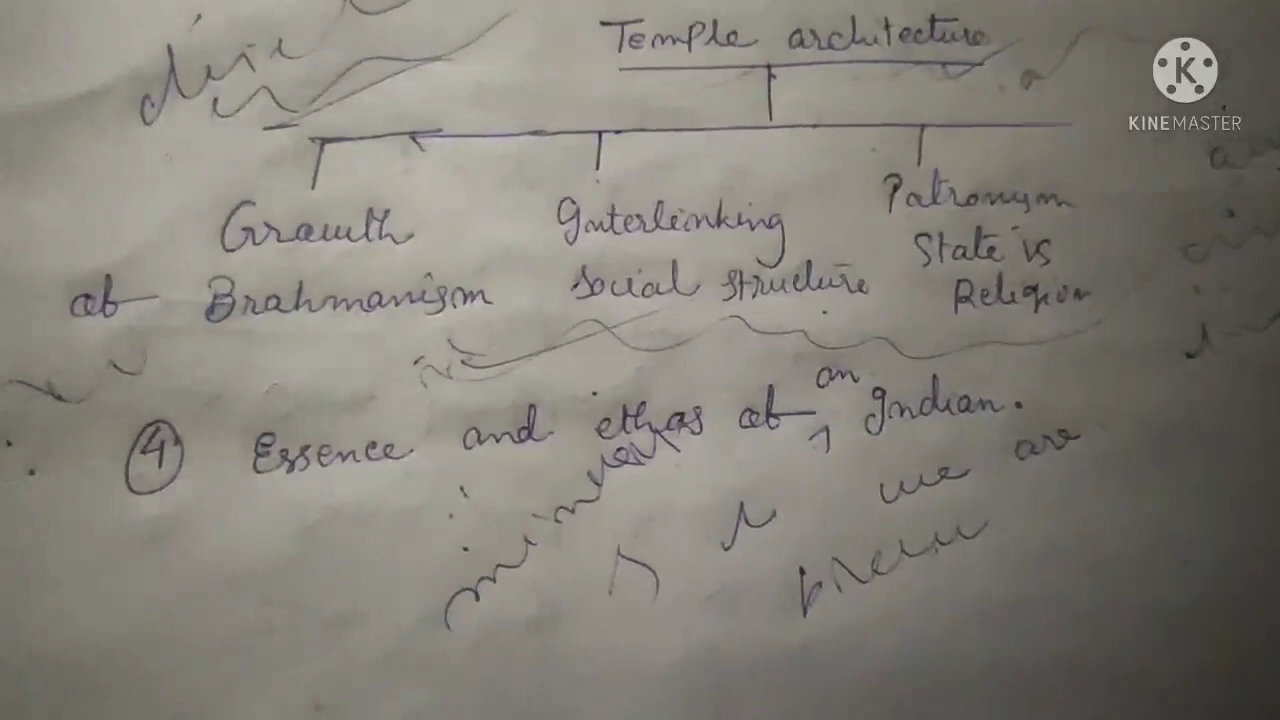 Temple architecture
KINEMASTER
Growth Interlinking Patronism
of Brahmanism social structure State vs Religion
④ Essence and ethos of an Indian.
we are